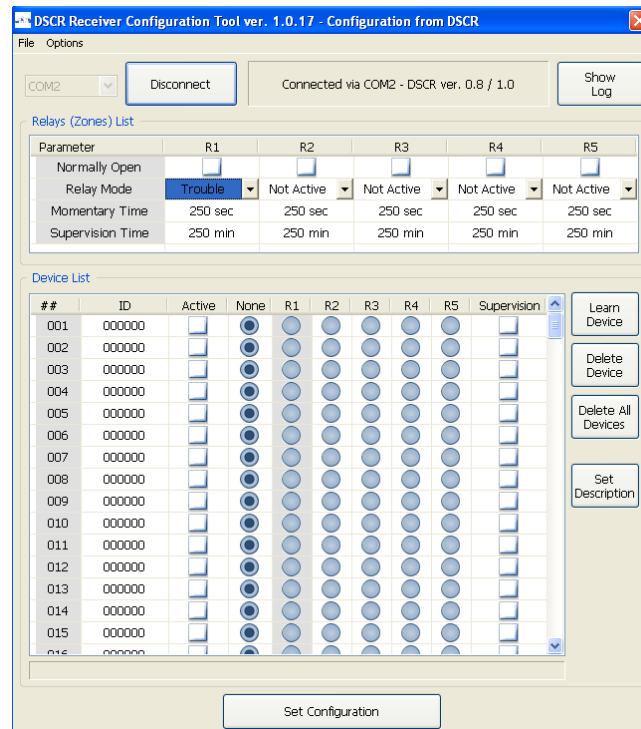 DSCR Receiver Configuration Tool ver. 1.0.17 - Configuration from DSCR
File Options
COM2 Disconnect Connected via COM2 - DSCR ver. 0.8 / 1.0 Show Log
Relays (Zones) List
Parameter R1 R2 R3 R4 R5
Normally Open
Relay Mode Trouble Not Active Not Active Not Active Not Active
Momentary Time 250 sec 250 sec 250 sec 250 sec 250 sec
Supervision Time 250 min 250 min 250 min 250 min 250 min
Device List
## ID Active None R1 R2 R3 R4 R5 Supervision
001 000000
002 000000
003 000000
004 000000
005 000000
006 000000
007 000000
008 000000
009 000000
010 000000
011 000000
012 000000
013 000000
014 000000
015 000000
016 000000
Learn Device
Delete Device
Delete All Devices
Set Description
Set Configuration